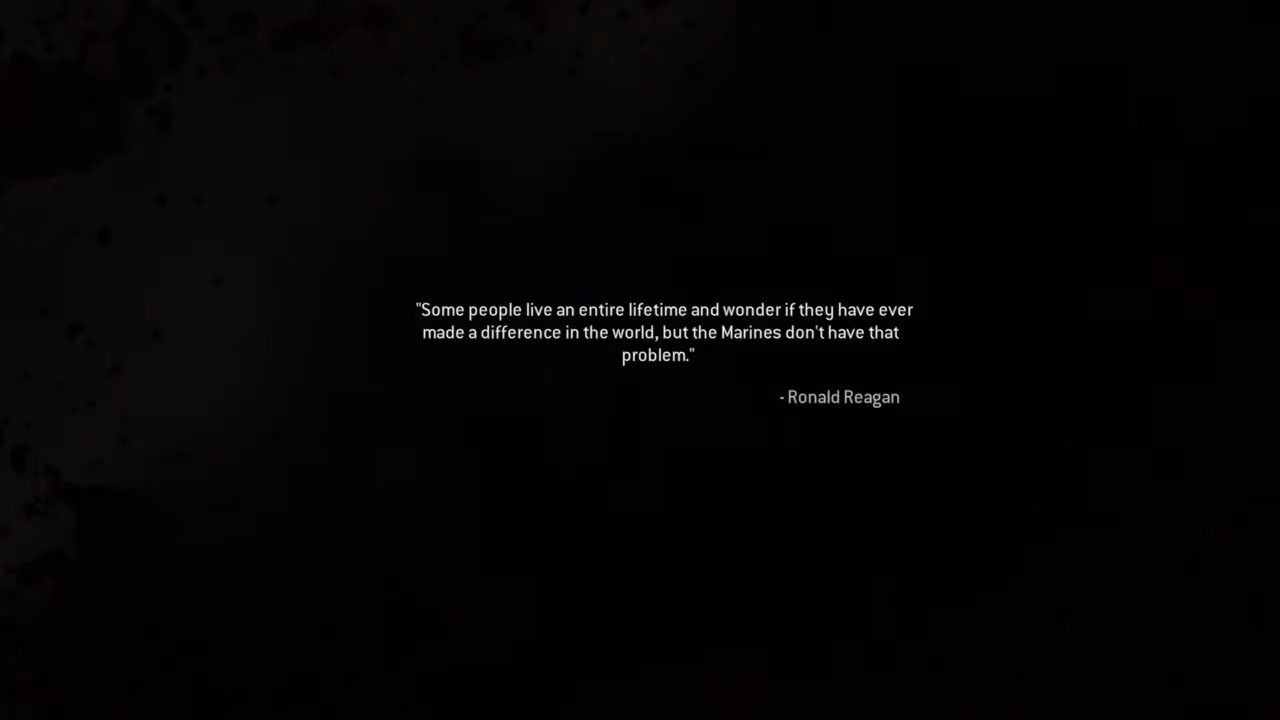 "Some people live an entire lifetime and wonder if they have ever
made a difference in the world, but the Marines don't have that
problem."
- Ronald Reagan